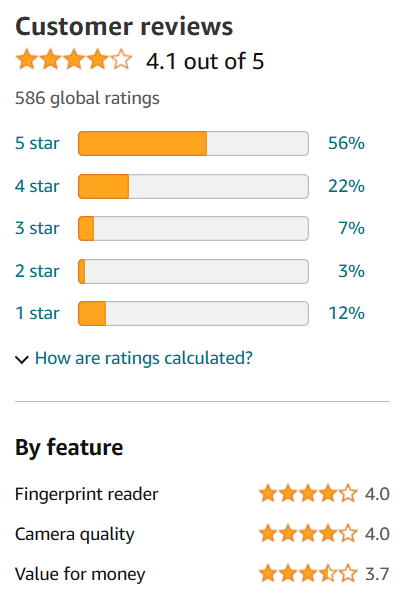 Customer reviews
4.1 out of 5
586 global ratings
5 star 56%
4 star 22%
3 star 7%
2 star 3%
1 star 12%
How are ratings calculated?
By feature
Fingerprint reader 4.0
Camera quality 4.0
Value for money 3.7